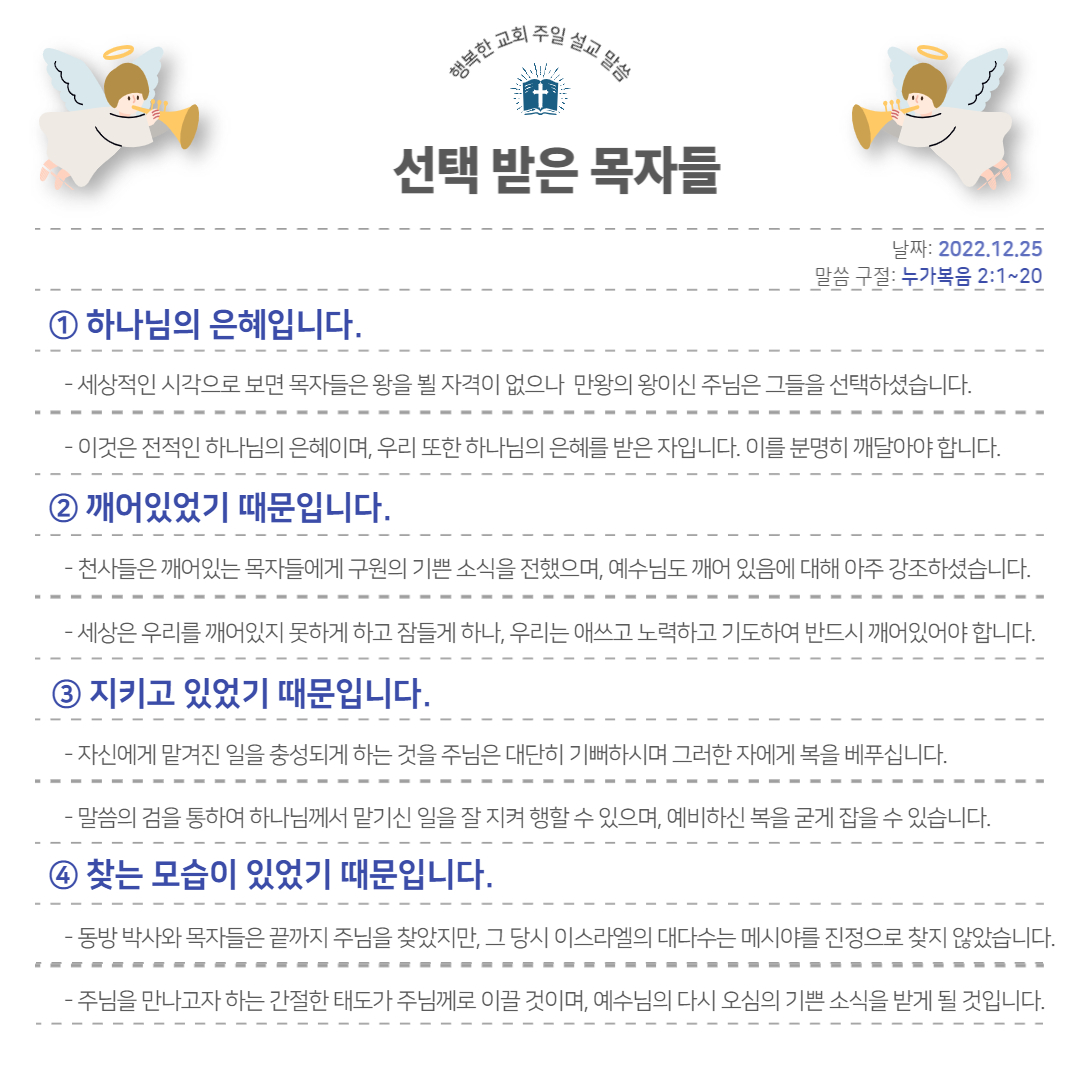 행복한 교회 주일 설교 말씀
선택 받은 목자들
날짜: 2022.12.25
말씀 구절: 누가복음 2:1~20
① 하나님의 은혜입니다.
- 세상적인 시각으로 보면 목자들은 왕을 뵐 자격이 없으나 만왕의 왕이신 주님은 그들을 선택하셨습니다.
- 이것은 전적인 하나님의 은혜이며, 우리 또한 하나님의 은혜를 받은 자입니다. 이를 분명히 깨달아야 합니다.
② 깨어있었기 때문입니다.
- 천사들은 깨어있는 목자들에게 구원의 기쁜 소식을 전했으며, 예수님도 깨어 있음에 대해 아주 강조하셨습니다.
- 세상은 우리를 깨어있지 못하게 하고 잠들게 하나, 우리는 애쓰고 노력하고 기도하여 반드시 깨어있어야 합니다.
③ 지키고 있었기 때문입니다.
- 자신에게 맡겨진 일을 충성되게 하는 것을 주님은 대단히 기뻐하시며 그러한 자에게 복을 베푸십니다.
- 말씀의 검을 통하여 하나님께서 맡기신 일을 잘 지켜 행할 수 있으며, 예비하신 복을 굳게 잡을 수 있습니다.
④ 찾는 모습이 있었기 때문입니다.
- 동방 박사와 목자들은 끝까지 주님을 찾았지만, 그 당시 이스라엘의 대다수는 메시야를 진정으로 찾지 않았습니다.
- 주님을 만나고자 하는 간절한 태도가 주님께로 이끌 것이며, 예수님의 다시 오심의 기쁜 소식을 받게 될 것입니다.